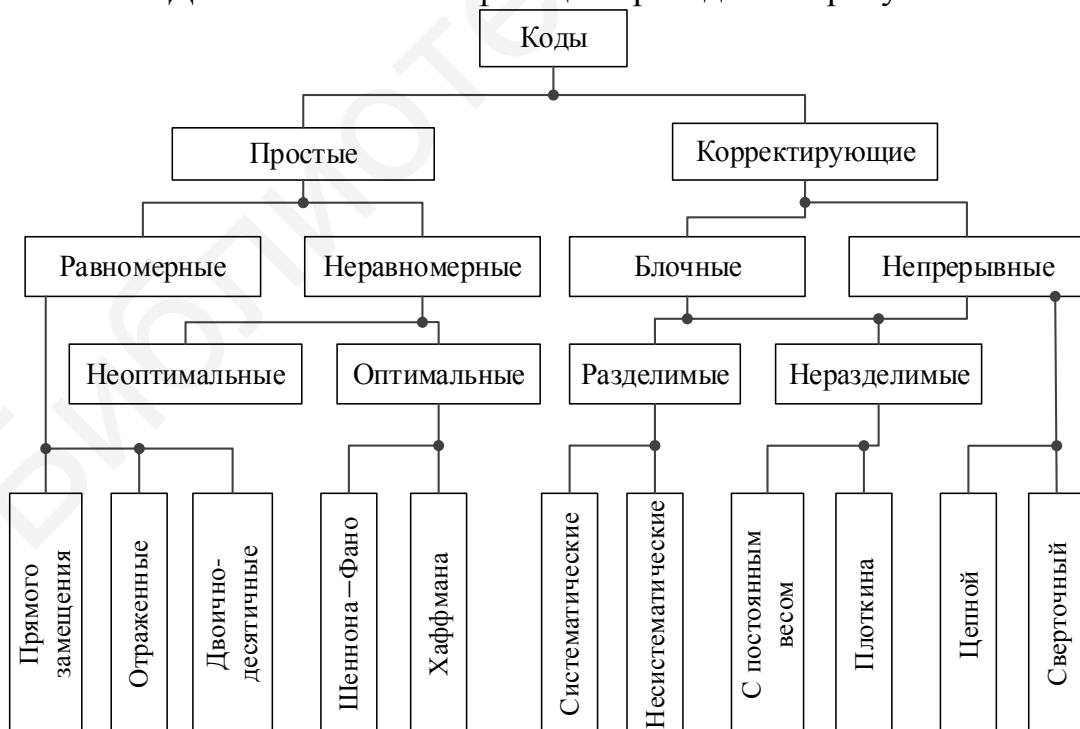 Коды
Простые
Корректирующие
Равномерные
Неравномерные
Блочные
Непрерывные
Неоптимальные
Оптимальные
Разделимые
Неразделимые
Прямого
замещения
Отраженные
Двоично-
десятичные
Шеннона–Фано
Хаффмана
Систематические
Несистематические
С постоянным
весом
Плоткина
Цепной
Сверточный